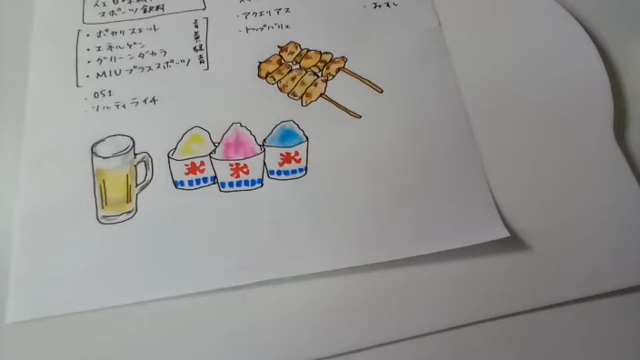 スポーツ飲料
・ポカリスエット
・エネルゲン
・グリーンダカラ
・MIUプラススポーツ
・OS1
・ソルティライチ
・アクエリアス
・トップバリュ
氷
氷
氷